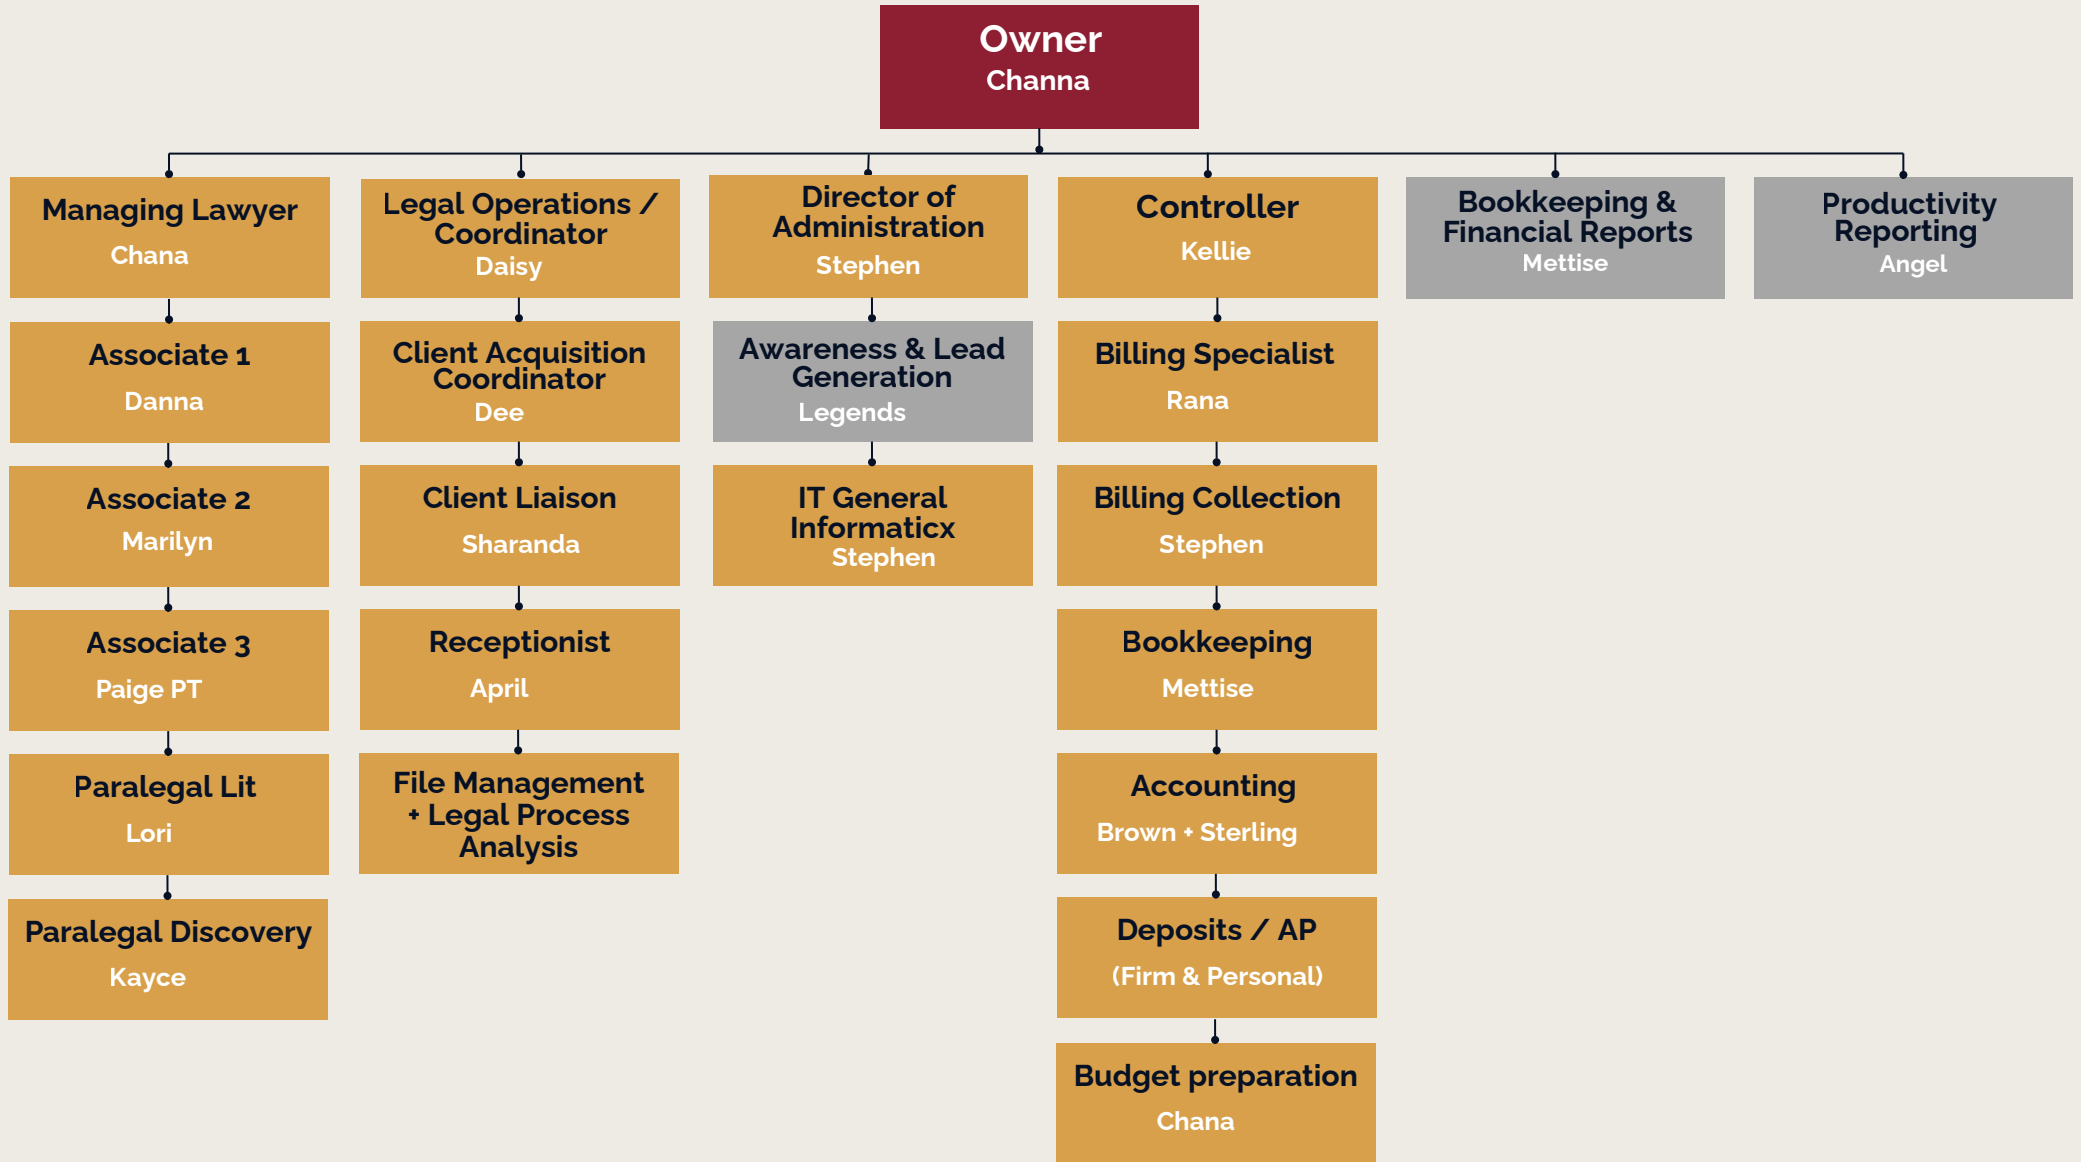 Owner
Channa
Managing Lawyer
Chana
Legal Operations /
Coordinator
Daisy
Director of
Administration
Stephen
Controller
Kellie
Bookkeeping &
Financial Reports
Mettise
Productivity
Reporting
Angel
Associate 1
Danna
Client Acquisition
Coordinator
Dee
Awareness & Lead
Generation
Legends
Billing Specialist
Rana
Associate 2
Marilyn
Client Liaison
Sharanda
IT General
Informaticx
Stephen
Billing Collection
Stephen
Associate 3
Paige PT
Receptionist
April
Bookkeeping
Mettise
Paralegal Lit
Lori
File Management
+ Legal Process
Analysis
Accounting
Brown + Sterling
Paralegal Discovery
Kayce
Deposits / AP
(Firm & Personal)
Budget preparation
Chana